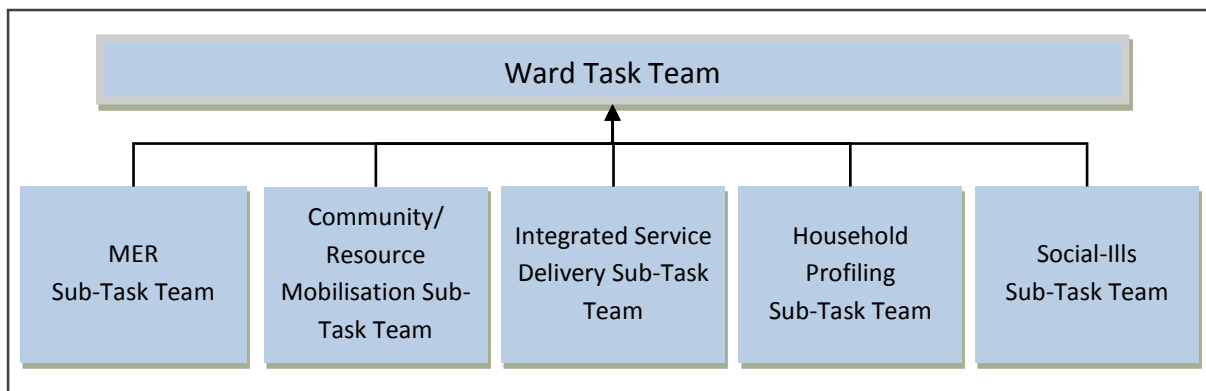 Ward Task Team
MER
Sub-Task Team
Community/
Resource
Mobilisation Sub-
Task Team
Integrated Service
Delivery Sub-Task
Team
Household
Profiling
Sub-Task Team
Social-Ills
Sub-Task Team